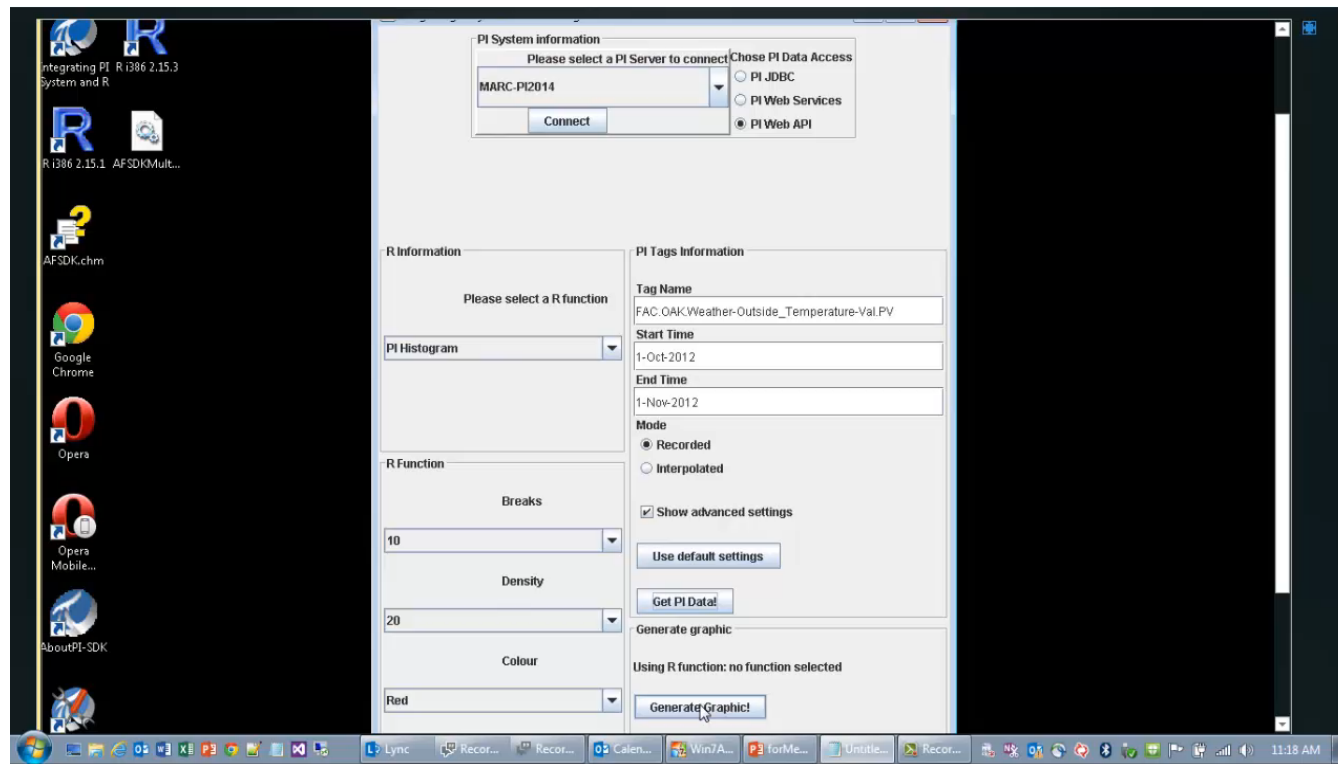 ntegrating PI
System and R
R i386 2.15.3
R i386 2.15.1
AFSDKMult...
AFSDK.chm
Google
Chrome
Opera
Opera
Mobile...
AboutPI-SDK
PI System information
Please select a PI Server to connect
MARC-PI2014
Connect
Chose PI Data Access
PI JDBC
PI Web Services
PI Web API
R Information
Please select a R function
PI Histogram
R Function
Breaks
10
Density
20
Colour
Red
PI Tags Information
Tag Name
FAC.OAK.Weather-Outside_Temperature-Val.PV
Start Time
1-Oct-2012
End Time
1-Nov-2012
Mode
Recorded
Interpolated
Show advanced settings
Use default settings
Get PI Data!
Generate graphic
Using R function: no function selected
Generate Graphic!
Lync
Recor...
Recor...
Calen...
Win7A...
forMe...
Untitle...
Recor...
11:18 AM